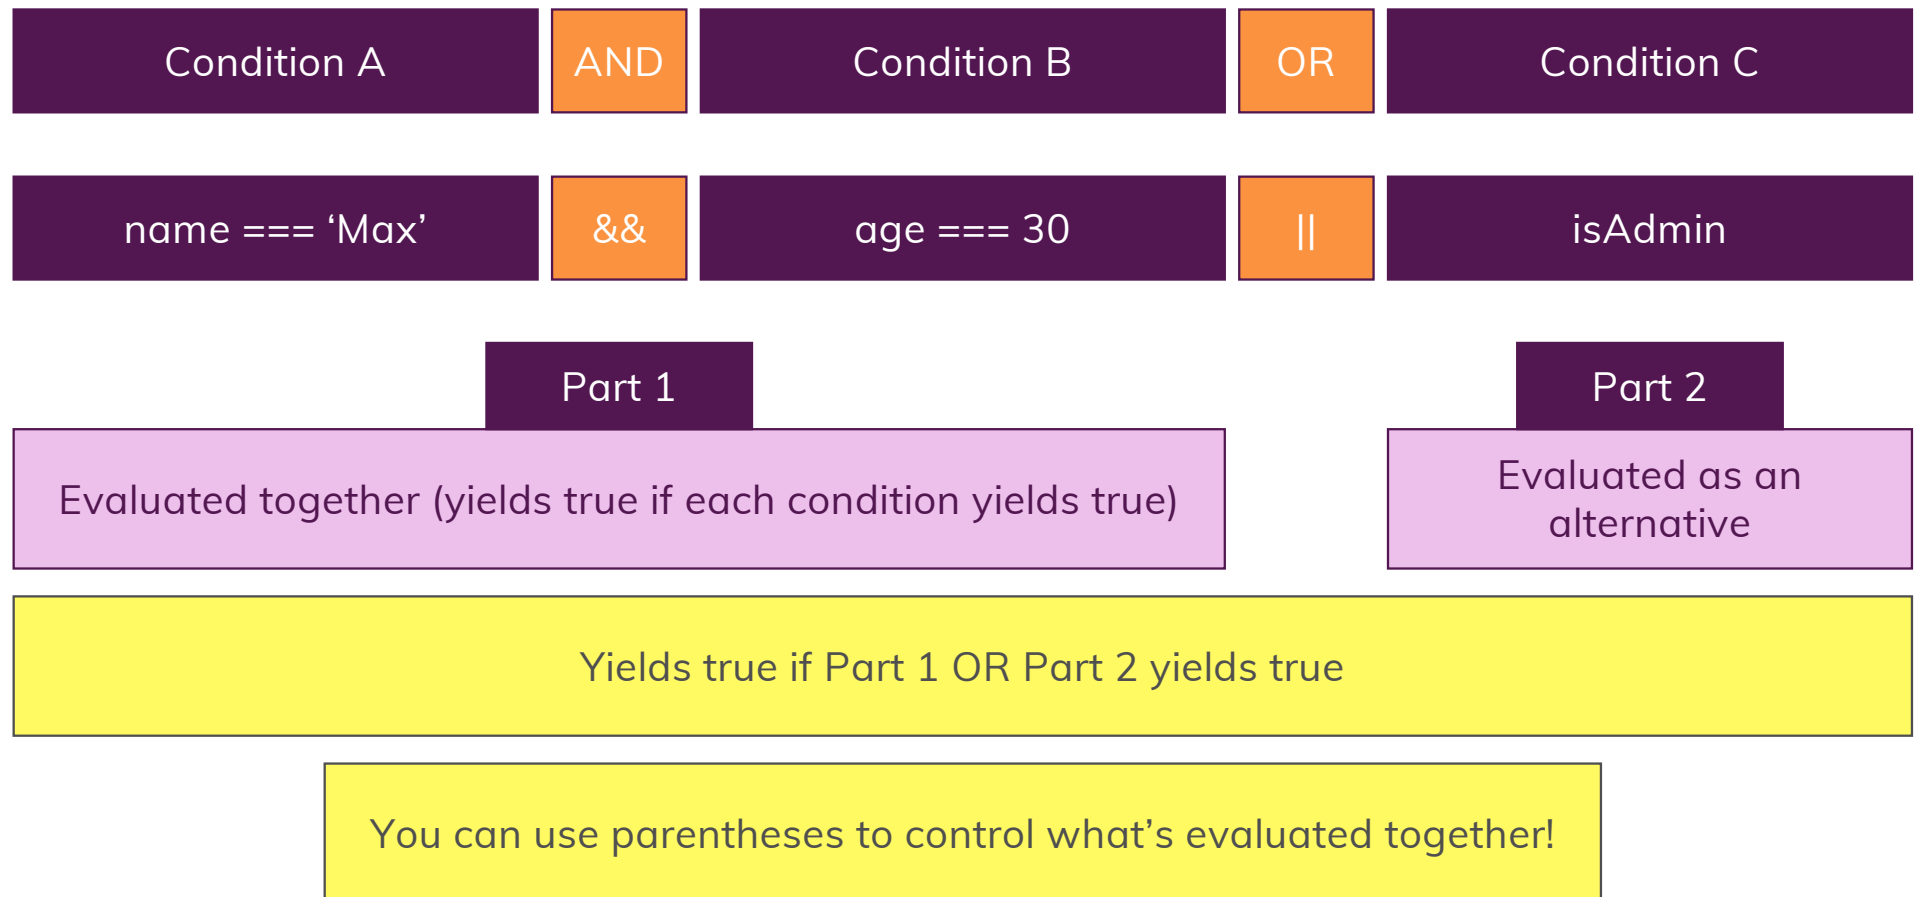 Condition A AND Condition B OR Condition C
name === ‘Max’ && age === 30 || isAdmin
Part 1 Part 2
Evaluated together (yields true if each condition yields true)
Evaluated as an
alternative
Yields true if Part 1 OR Part 2 yields true
You can use parentheses to control what’s evaluated together!